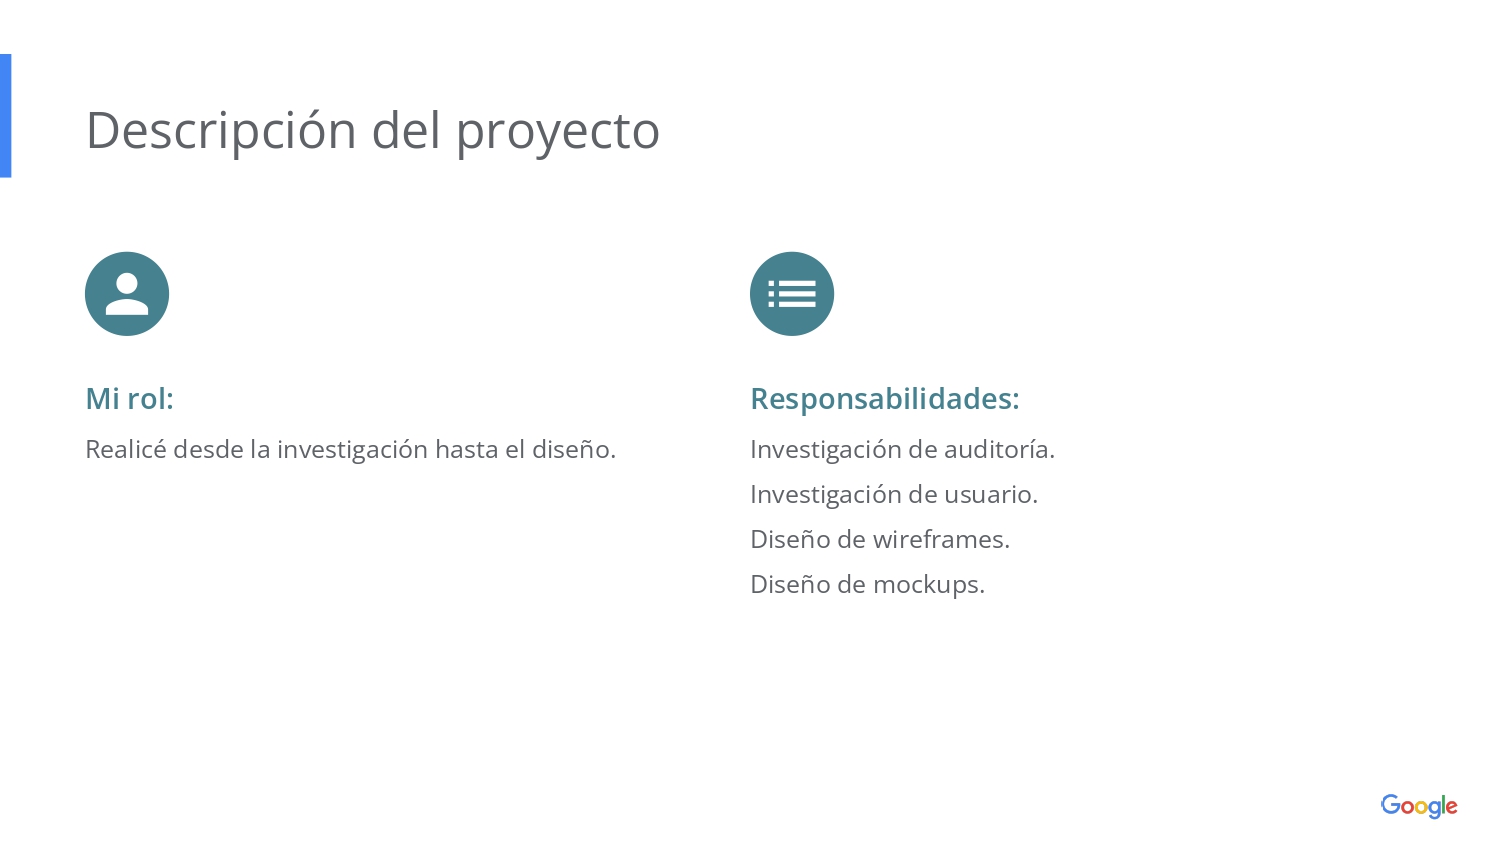 Descripción del proyecto
Mi rol:
Realicé desde la investigación hasta el diseño.
Responsabilidades:
Investigación de auditoría.
Investigación de usuario.
Diseño de wireframes.
Diseño de mockups.
Google